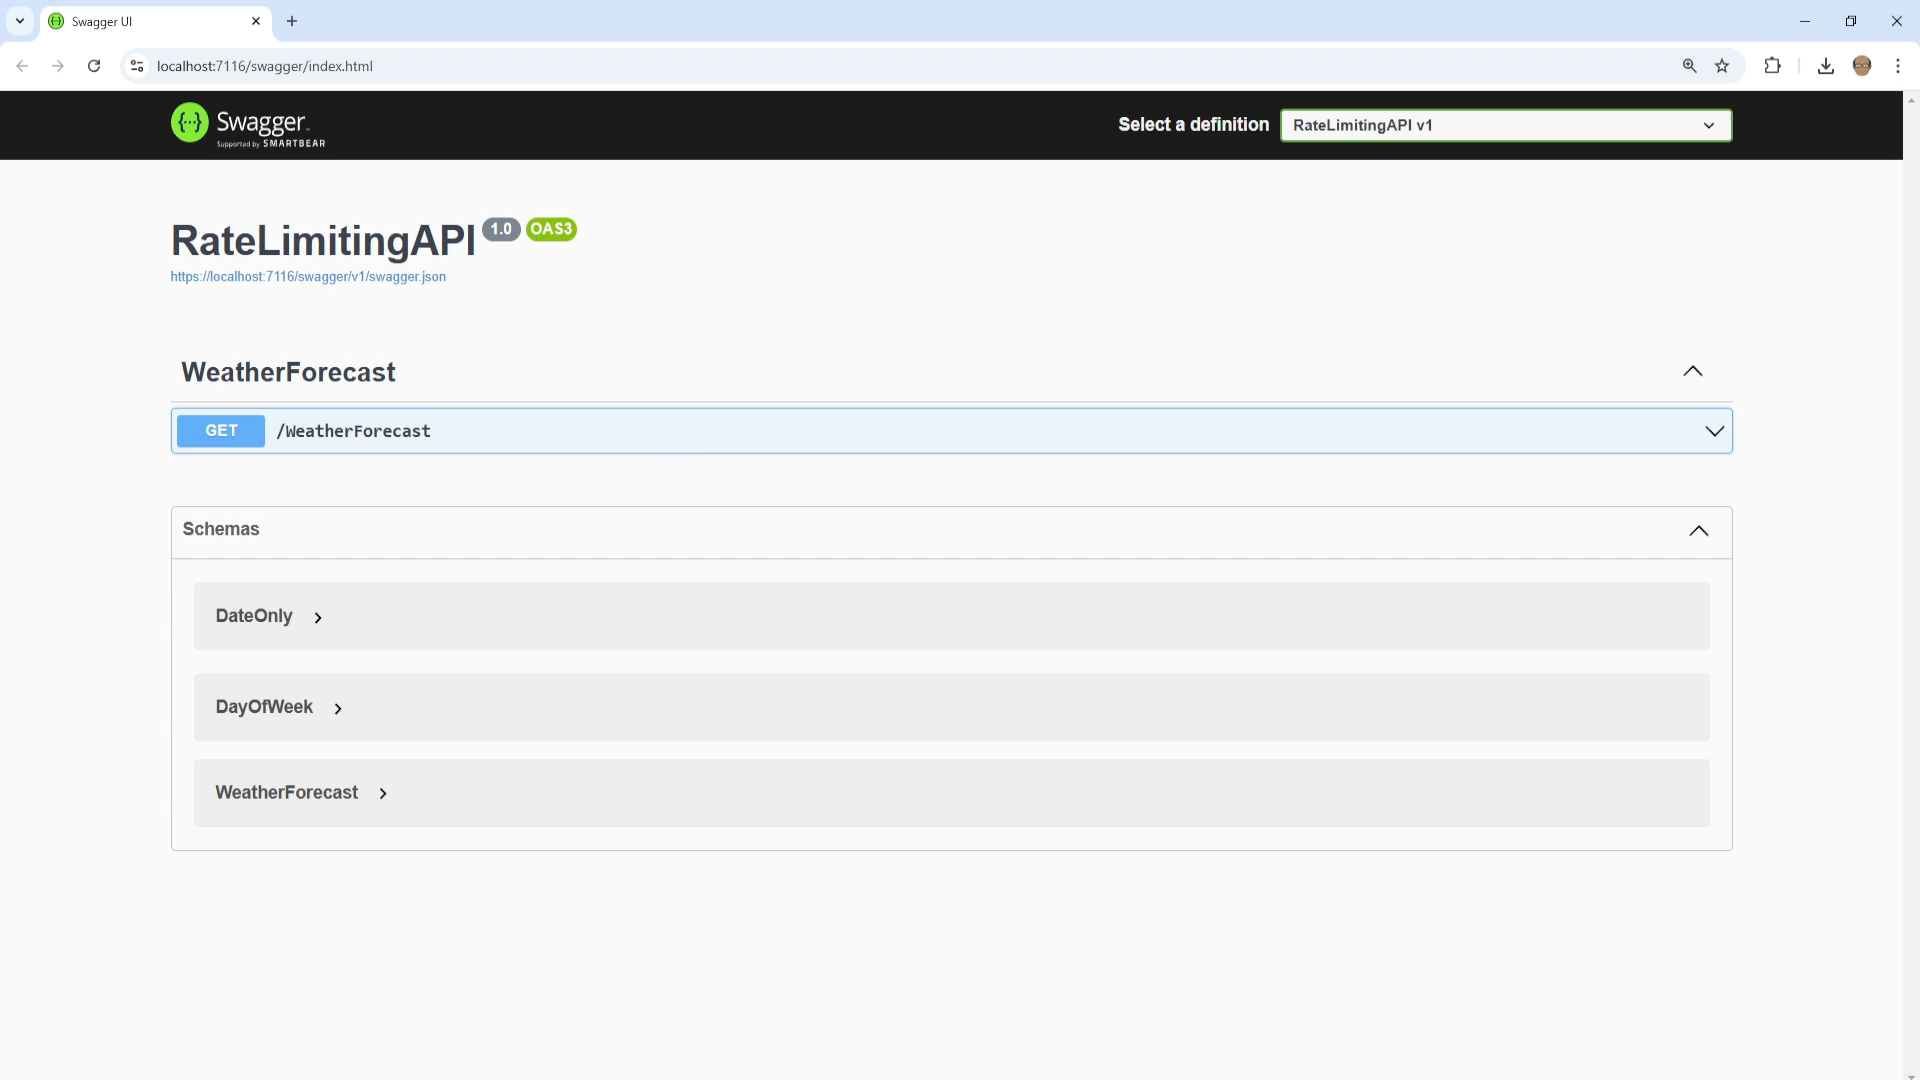 Swagger UI
localhost:7116/swagger/index.html
{···} Swagger
Supported by SMARTBEAR
Select a definition
RateLimitingAPI v1
RateLimitingAPI 1.0 OAS3
https://localhost:7116/swagger/v1/swagger.json
WeatherForecast
GET /WeatherForecast
Schemas
DateOnly
DayOfWeek
WeatherForecast